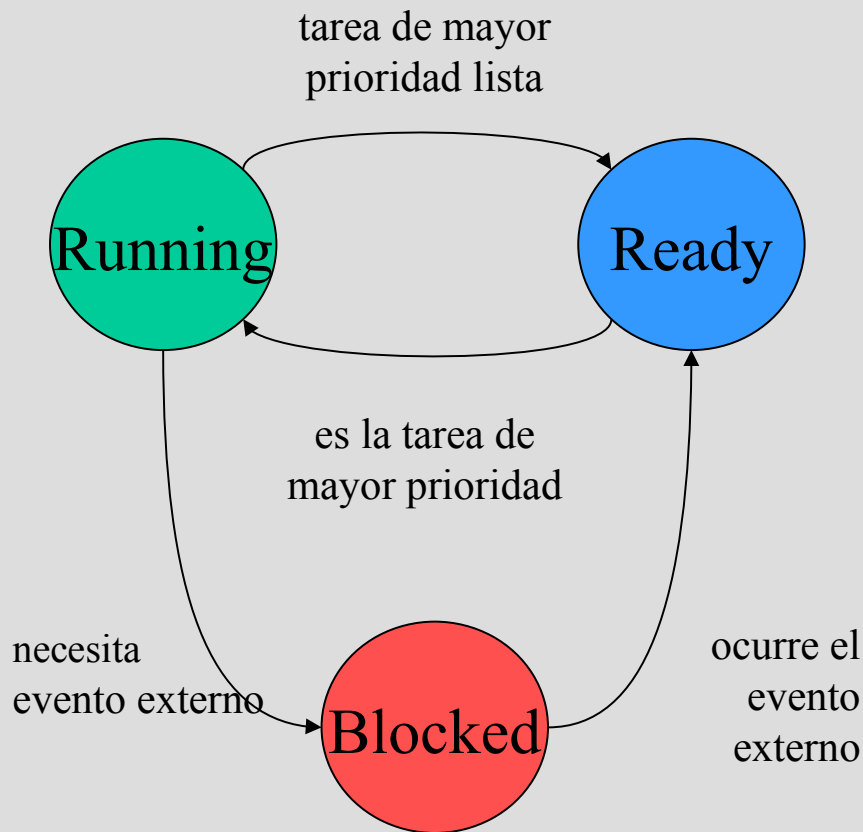 tarea de mayor
prioridad lista
Running
Ready
es la tarea de
mayor prioridad
necesita
evento externo
ocurre el
evento
externo
Blocked